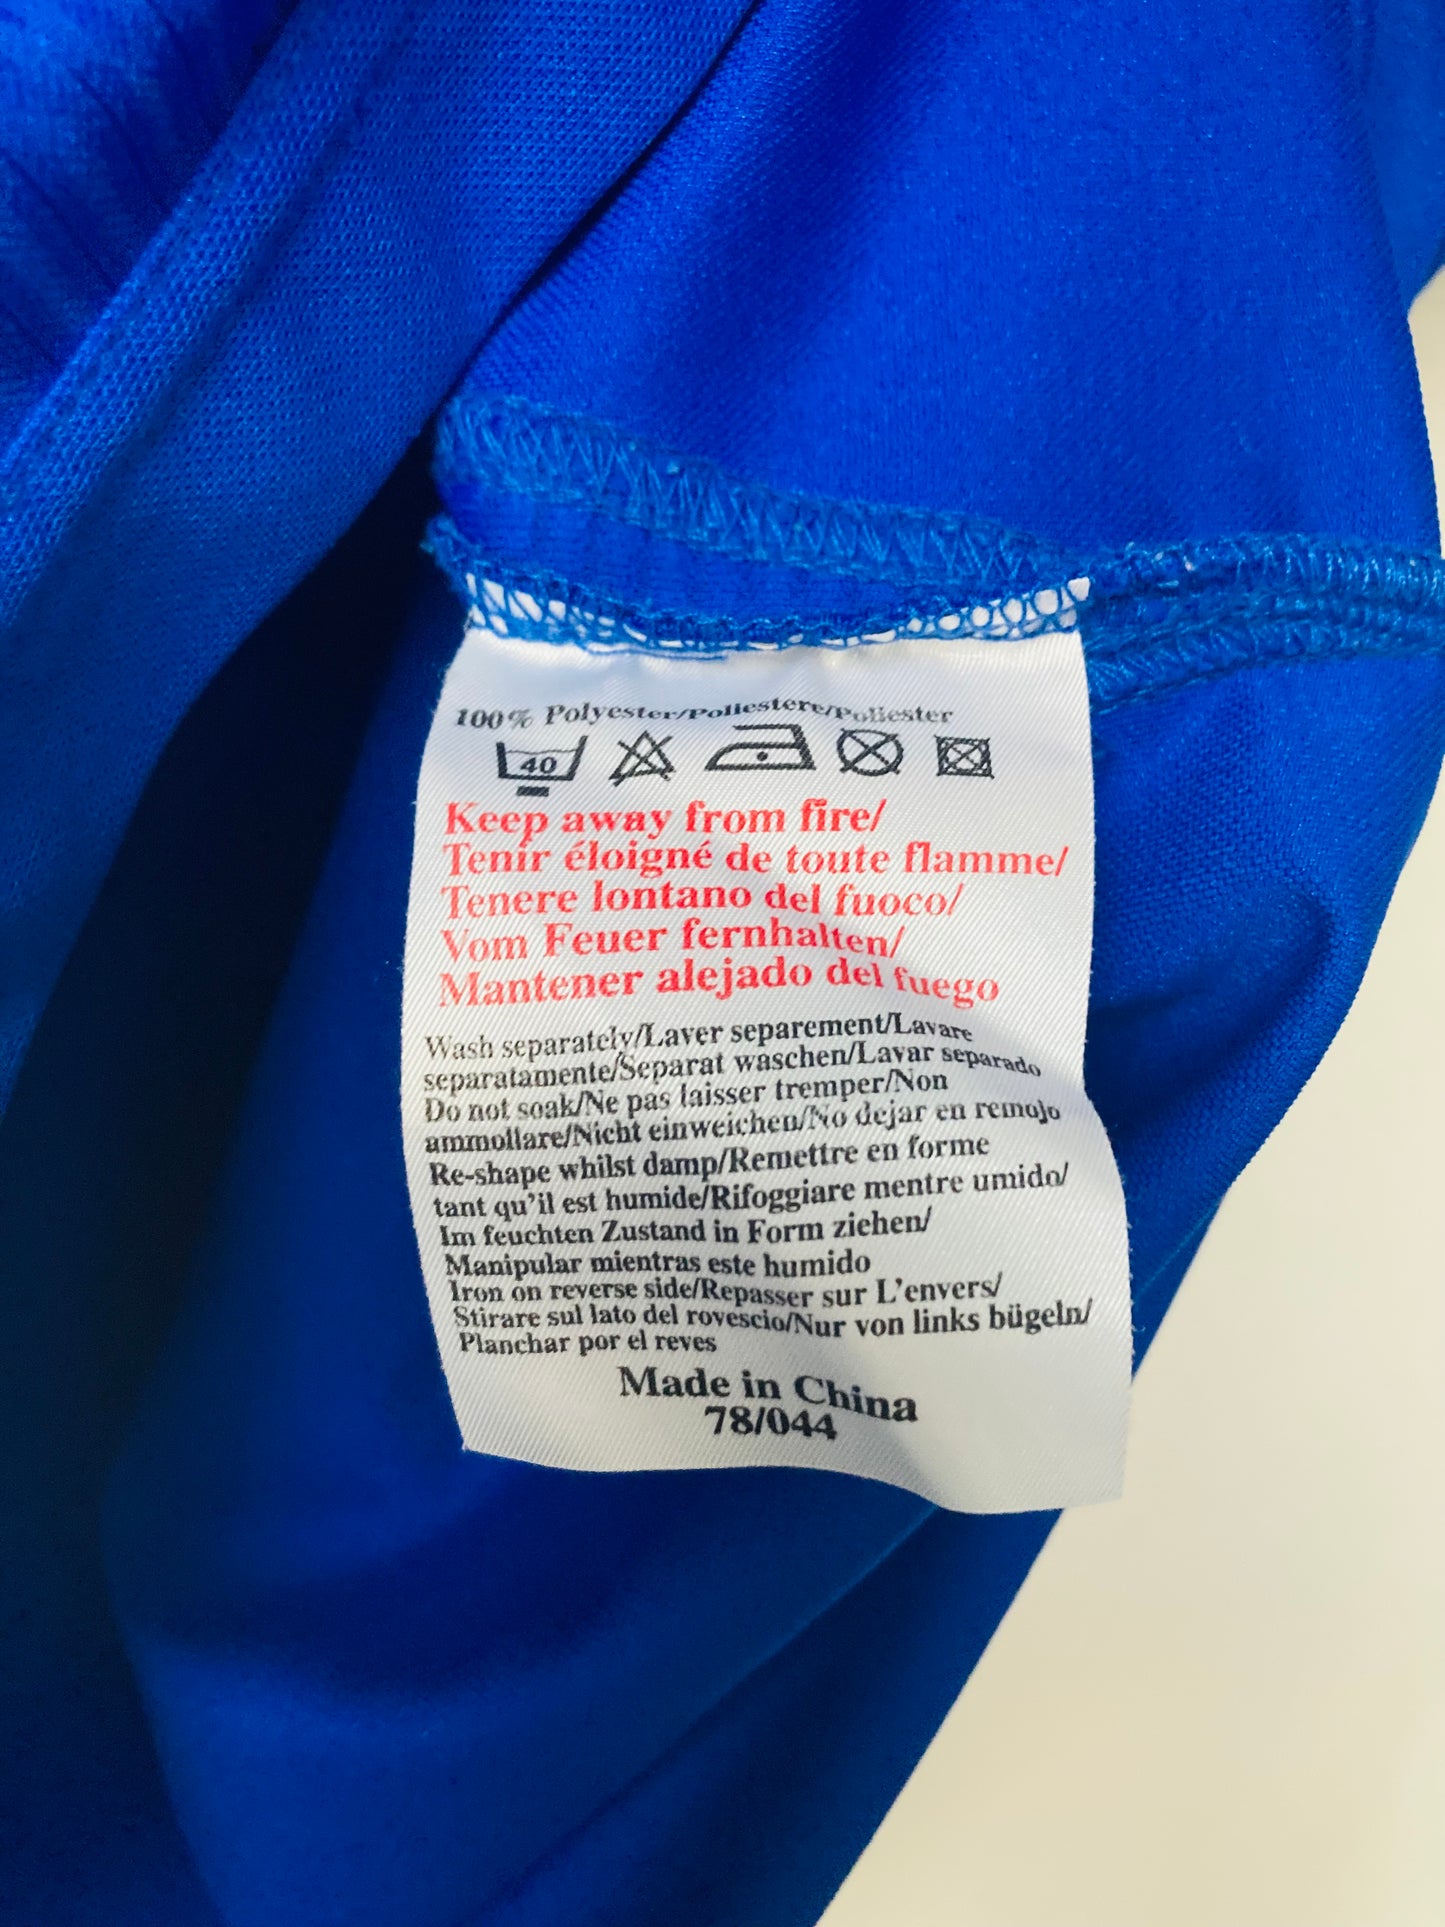 100% Polyester/Poliestere/Poliester
40
Keep away from fire/
Tenir éloigné de toute flamme/
Tenere lontano del fuoco/
Vom Feuer fernhalten/
Mantener alejado del fuego
Wash separately/Laver separement/Lavare
separatamente/Separat waschen/Lavar separado
Do not soak/Ne pas laisser tremper/Non
ammollare/Nicht einweichen/No dejar en remojo
Re-shape whilst damp/Remettre en forme
tant qu'il est humide/Rifoggiare mentre umido/
Im feuchten Zustand in Form ziehen/
Manipular mientras este humido
Iron on reverse side/Repasser sur L'envers/
Stirare sul lato del rovescio/Nur von links bügeln/
Planchar por el reves
Made in China
78/044